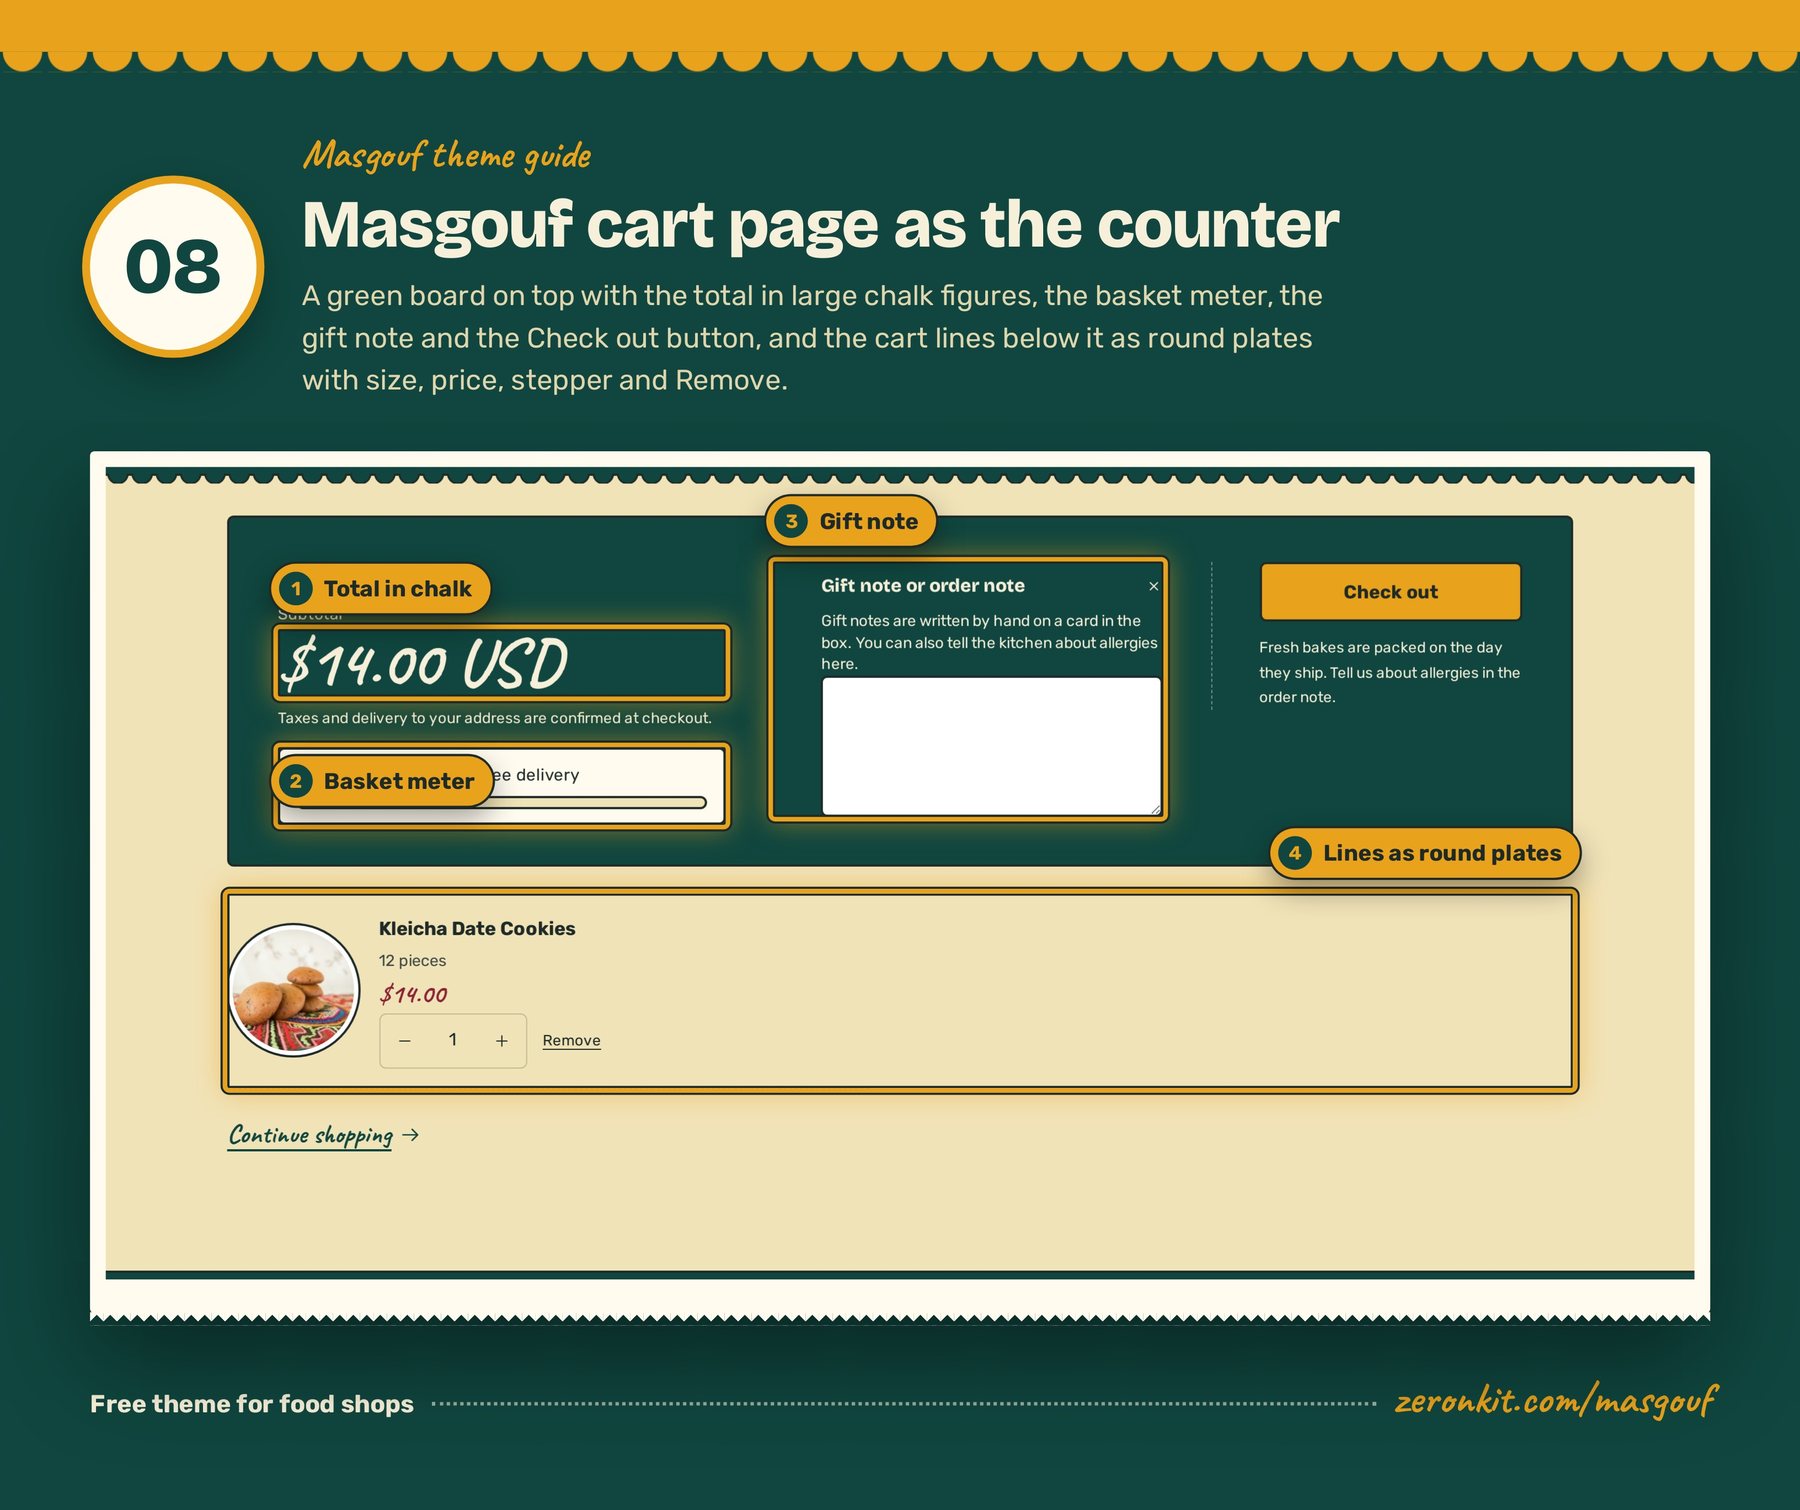 Masgouf theme guide
08
Masgouf cart page as the counter
A green board on top with the total in large chalk figures, the basket meter, the
gift note and the Check out button, and the cart lines below it as round plates
with size, price, stepper and Remove.
1 Total in chalk
Subtotal
$14.00 USD
Taxes and delivery to your address are confirmed at checkout.
2 Basket meter
delivery
3 Gift note
Gift note or order note ×
Gift notes are written by hand on a card in the
box. You can also tell the kitchen about allergies
here.
Check out
Fresh bakes are packed on the day
they ship. Tell us about allergies in the
order note.
4 Lines as round plates
Kleicha Date Cookies
12 pieces
$14.00
− 1 +
Remove
Continue shopping →
Free theme for food shops
zeronkit.com/masgouf